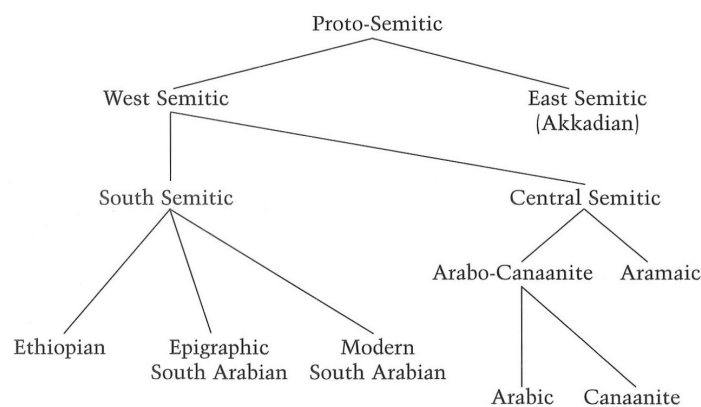 Proto-Semitic
West Semitic
East Semitic
(Akkadian)
South Semitic
Central Semitic
Arabo-Canaanite
Aramaic
Ethiopian
Epigraphic
South Arabian
Modern
South Arabian
Arabic
Canaanite